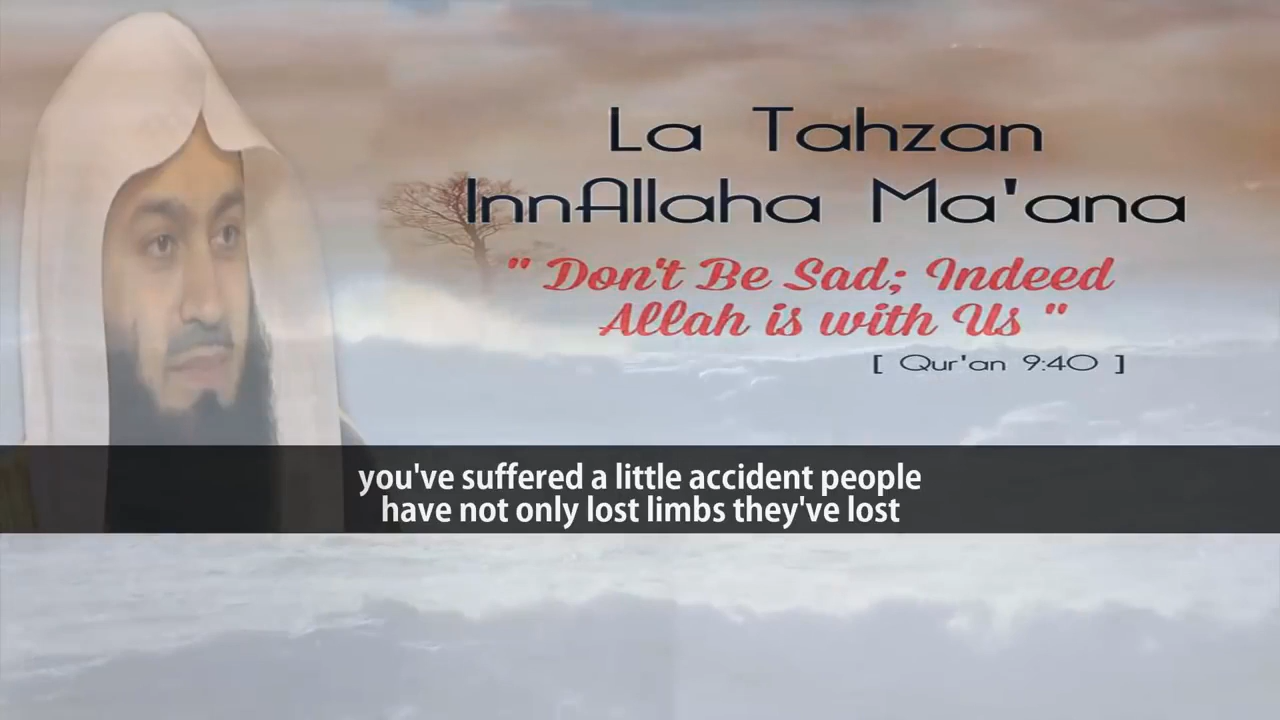 La Tahzan
InnAllaha Ma'ana
" Don't Be Sad; Indeed
Allah is with Us "
[ Qur'an 9:40 ]
you've suffered a little accident people
have not only lost limbs they've lost